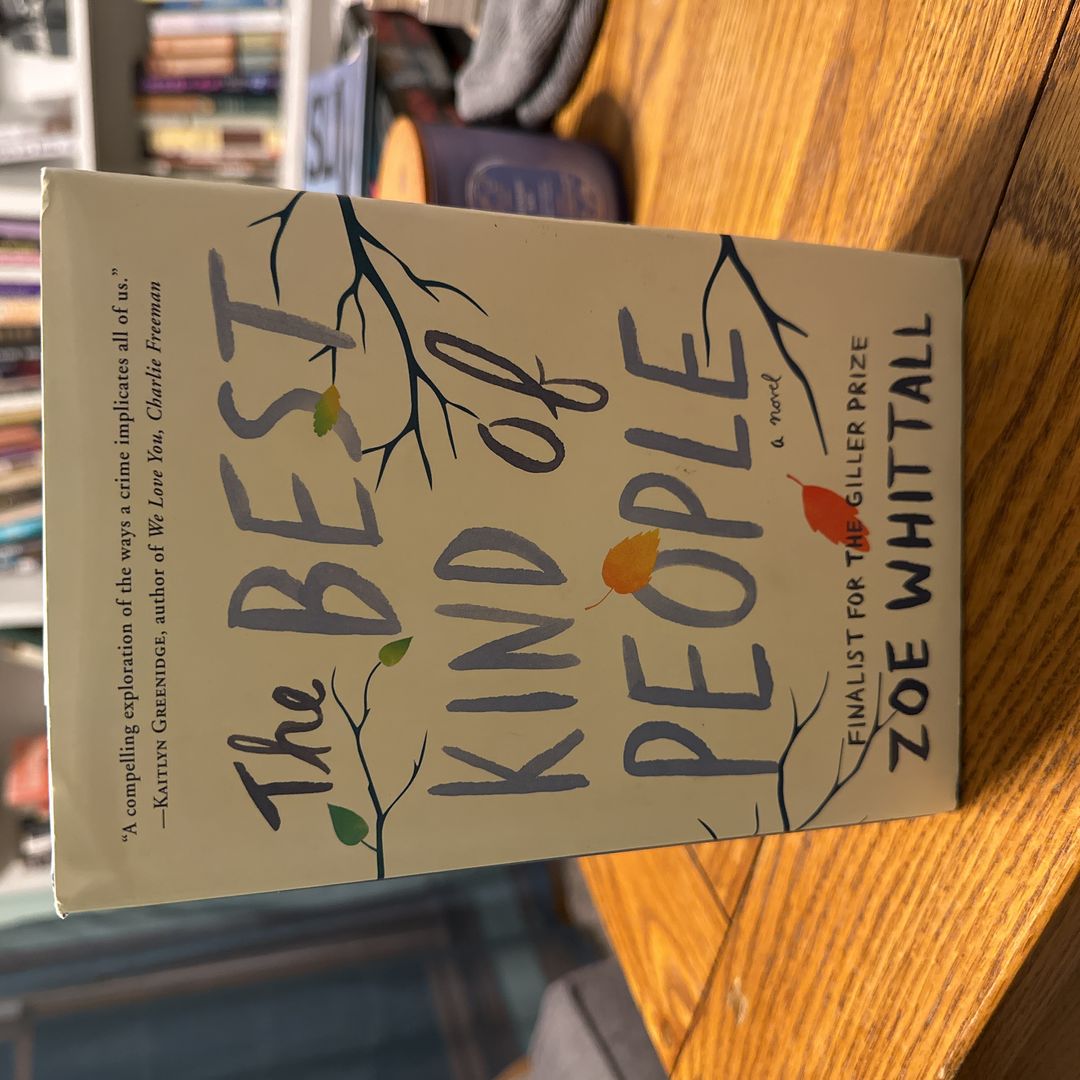 “A compelling exploration of the ways a crime implicates all of us.”
—KAITLYN GREENIDGE, author of We Love You, Charlie Freeman
The
BEST
KIND of
PEOPLE
a novel
FINALIST FOR THE GILLER PRIZE
ZOE WHITTALL